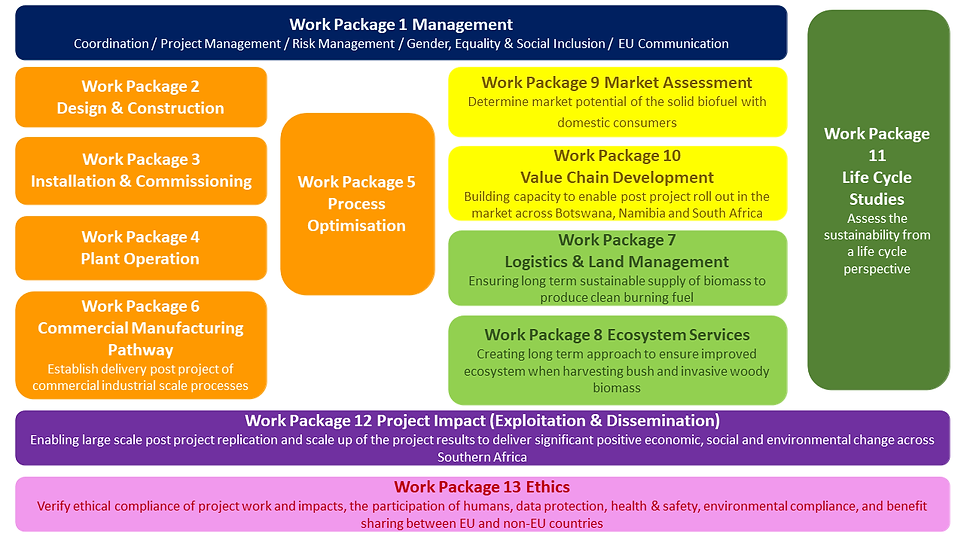 Work Package 1 Management
Coordination / Project Management / Risk Management / Gender, Equality & Social Inclusion / EU Communication
Work Package 2
Design & Construction
Work Package 3
Installation & Commissioning
Work Package 4
Plant Operation
Work Package 6
Commercial Manufacturing
Pathway
Establish delivery post project of
commercial industrial scale processes
Work Package 5
Process
Optimisation
Work Package 9 Market Assessment
Determine market potential of the solid biofuel with
domestic consumers
Work Package 10
Value Chain Development
Building capacity to enable post project roll out in the
market across Botswana, Namibia and South Africa
Work Package 7
Logistics & Land Management
Ensuring long term sustainable supply of biomass to
produce clean burning fuel
Work Package 8 Ecosystem Services
Creating long term approach to ensure improved
ecosystem when harvesting bush and invasive woody
biomass
Work Package
11
Life Cycle
Studies
Assess the
sustainability from
a life cycle
perspective
Work Package 12 Project Impact (Exploitation & Dissemination)
Enabling large scale post project replication and scale up of the project results to deliver significant positive economic, social and environmental change across
Southern Africa
Work Package 13 Ethics
Verify ethical compliance of project work and impacts, the participation of humans, data protection, health & safety, environmental compliance, and benefit
sharing between EU and non-EU countries